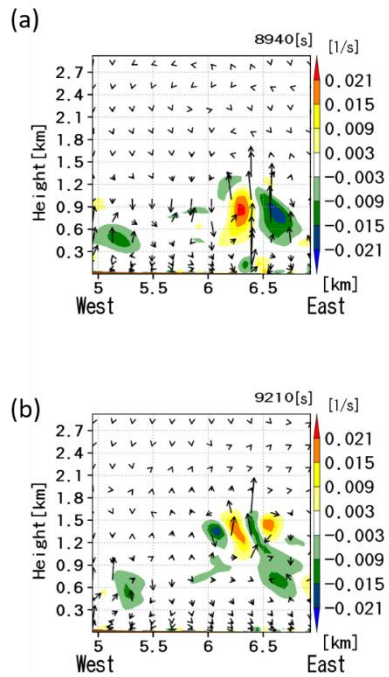 (a)
8940[s]
[1/s]
2.7
2.4
2.1
1.8
1.5
1.2
0.9
0.6
0.3
Height[km]
0.021
0.015
0.009
0.003
-0.003
-0.009
-0.015
-0.021
5 5.5 6 6.5
[km]
West East
(b)
9210[s]
[1/s]
2.7
2.4
2.1
1.8
1.5
1.2
0.9
0.6
0.3
Height[km]
0.021
0.015
0.009
0.003
-0.003
-0.009
-0.015
-0.021
5 5.5 6 6.5
[km]
West East